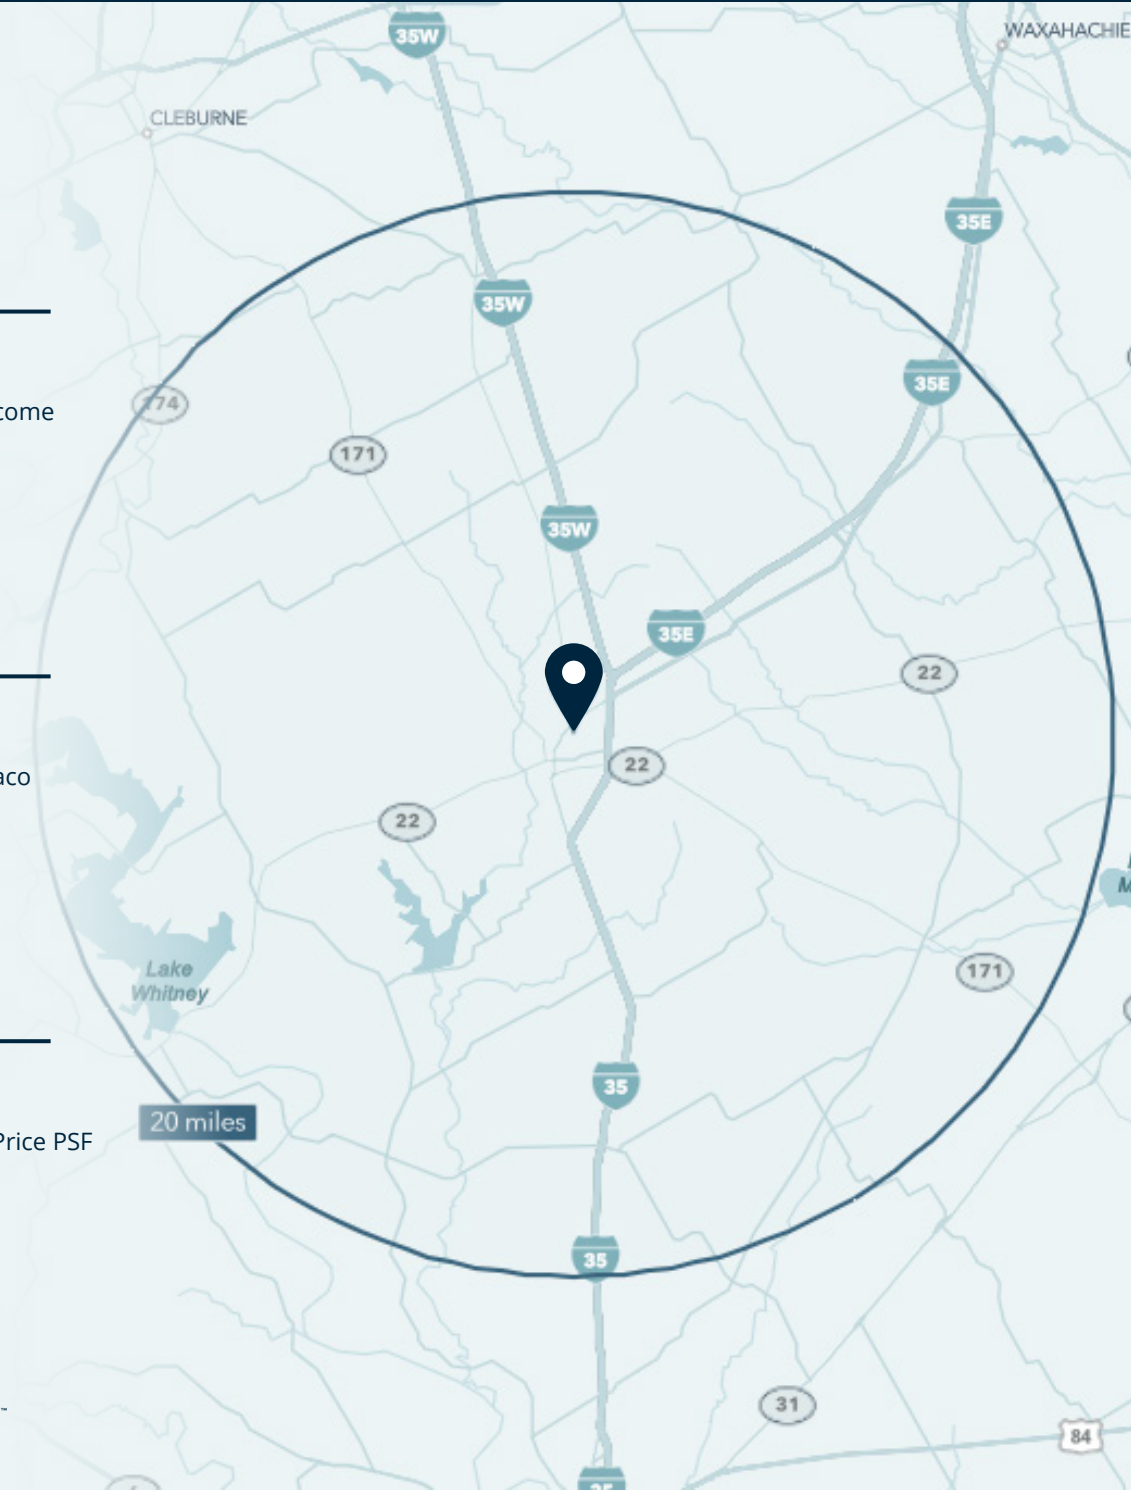 35W
WAXAHACHIE
CLEBURNE
35E
35W
35E
174
come
171
35W
35E
22
22
aco
22
Lake
Whitney
171
35
20 miles
Price PSF
35
31
84